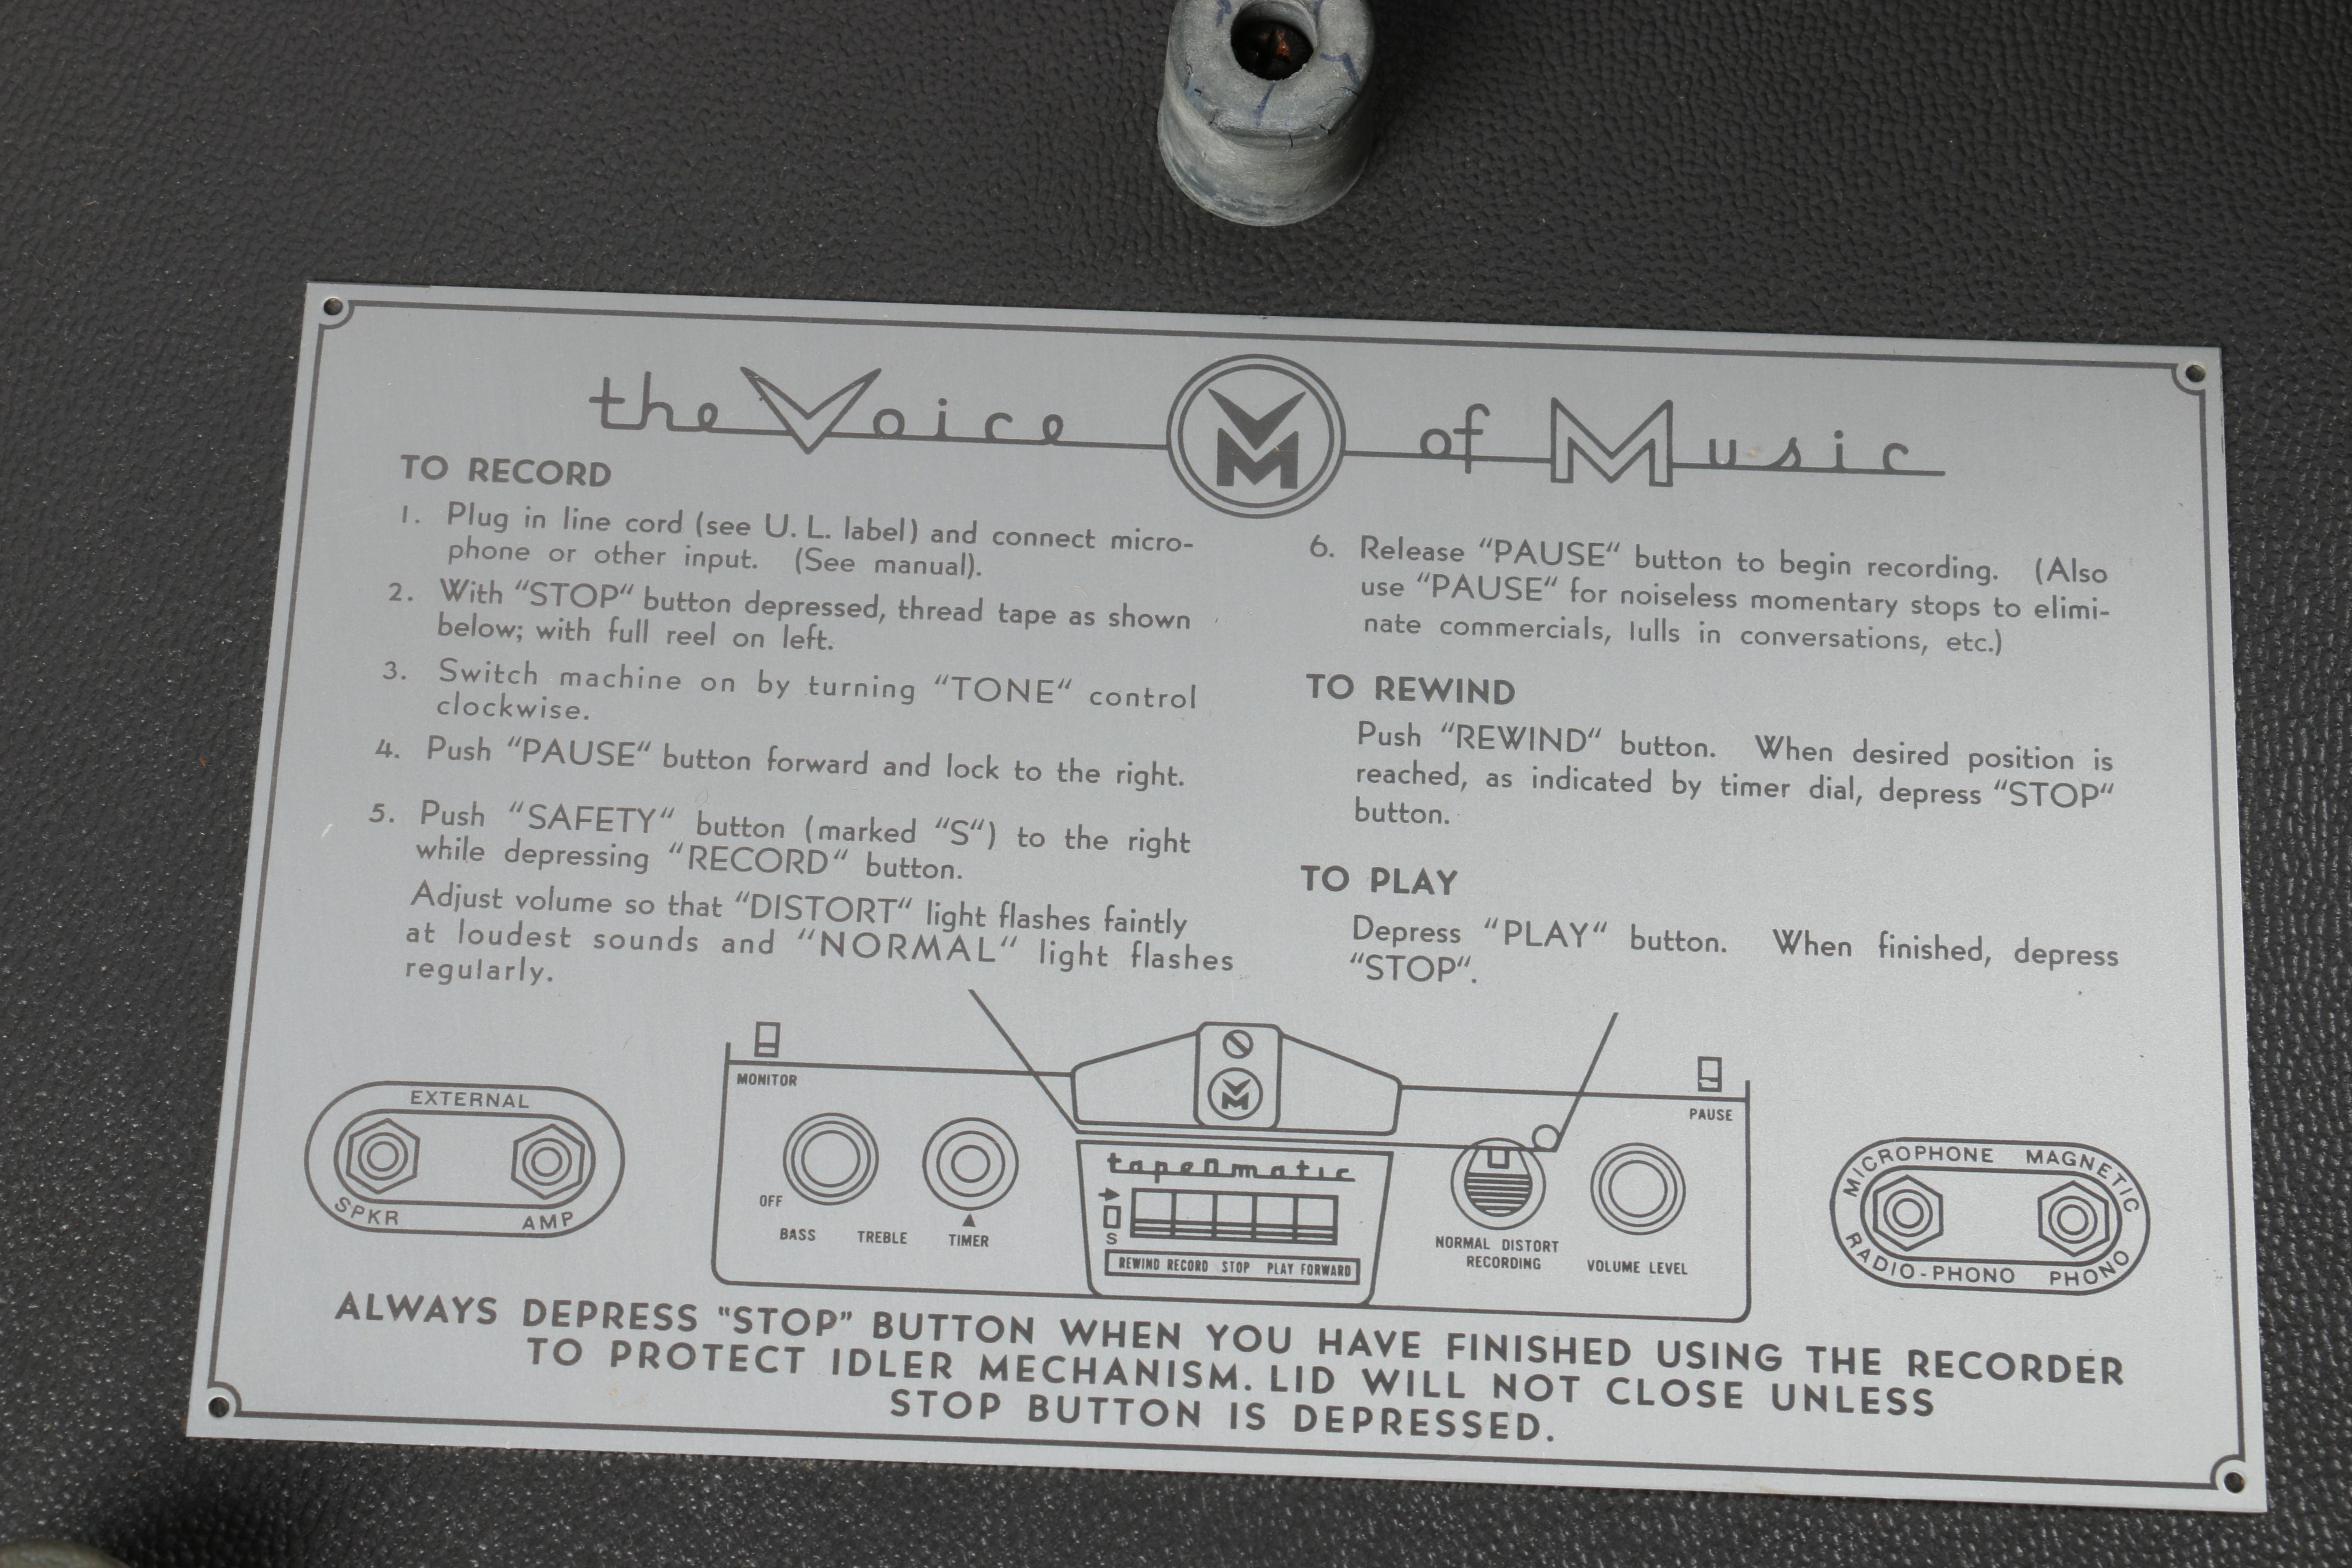 the Voice VM of Music
TO RECORD
1. Plug in line cord (see U. L. label) and connect micro-
phone or other input. (See manual).
2. With "STOP" button depressed, thread tape as shown
below; with full reel on left.
3. Switch machine on by turning "TONE" control
clockwise.
4. Push "PAUSE" button forward and lock to the right.
5. Push "SAFETY" button (marked "S") to the right
while depressing "RECORD" button.
Adjust volume so that "DISTORT" light flashes faintly
at loudest sounds and "NORMAL" light flashes
regularly.
6. Release "PAUSE" button to begin recording. (Also
use "PAUSE" for noiseless momentary stops to elimi-
nate commercials, lulls in conversations, etc.)
TO REWIND
Push "REWIND" button. When desired position is
reached, as indicated by timer dial, depress "STOP"
button.
TO PLAY
Depress "PLAY" button. When finished, depress
"STOP".
EXTERNAL
SPKR AMP
MONITOR
OFF
BASS TREBLE
TIMER
VM
tapeOmatic
S
REWIND RECORD STOP PLAY FORWARD
NORMAL DISTORT
RECORDING
PAUSE
VOLUME LEVEL
MICROPHONE MAGNETIC
RADIO-PHONO PHONO
ALWAYS DEPRESS "STOP" BUTTON WHEN YOU HAVE FINISHED USING THE RECORDER
TO PROTECT IDLER MECHANISM. LID WILL NOT CLOSE UNLESS
STOP BUTTON IS DEPRESSED.